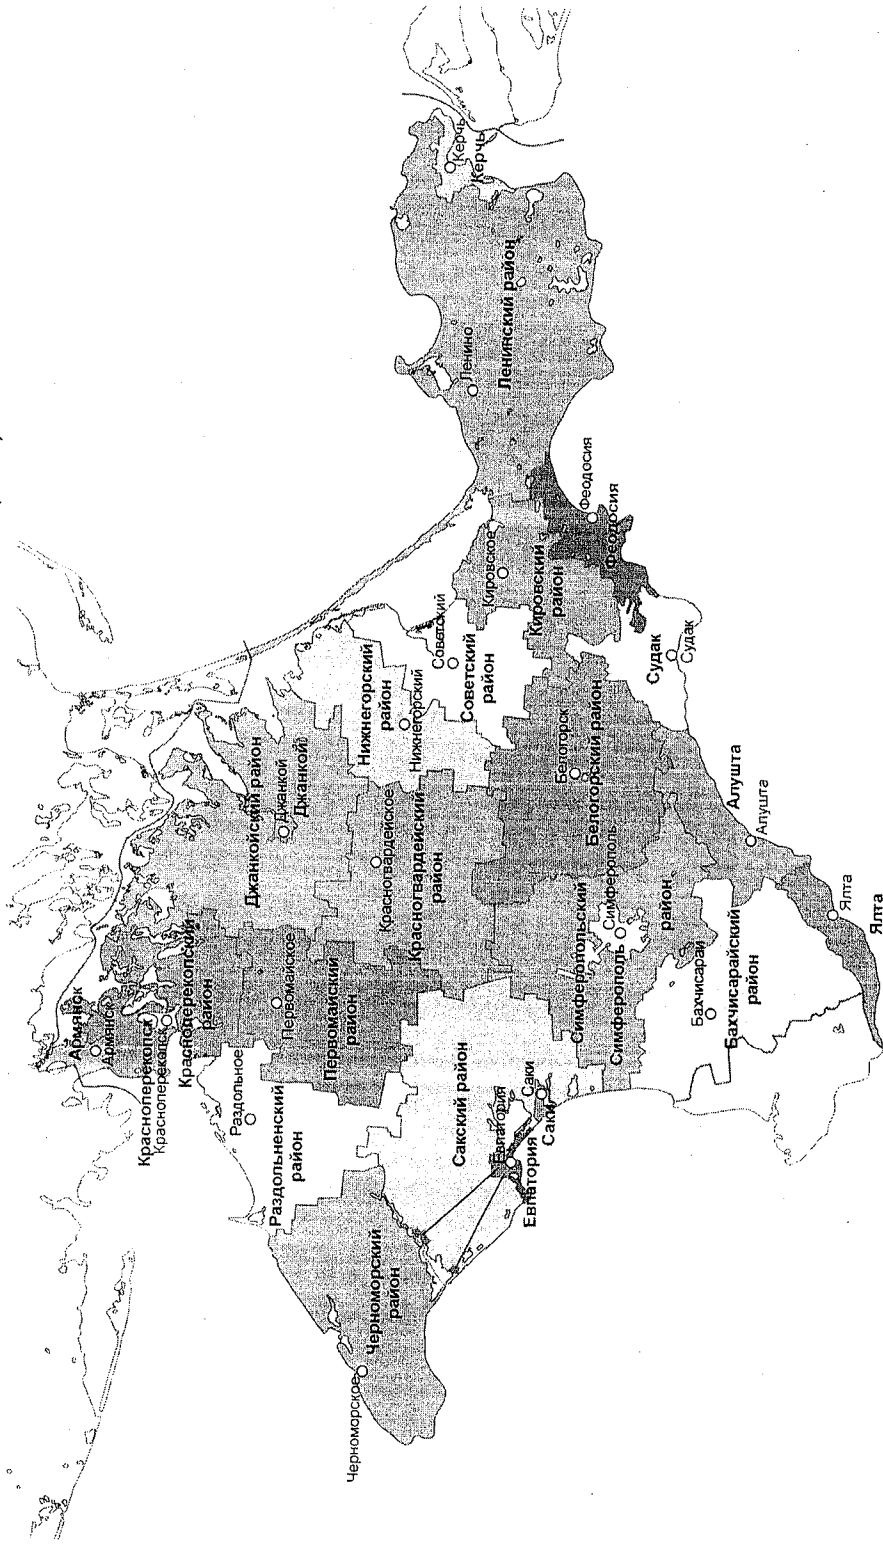 Армянск
Армянск
Красноперекопск
Красноперекопск
Красноперекопский
район
Джанкойский район
Джанкой
Джанкой
Раздольное
Раздольненский
район
Первомайское
Первомайский
район
Нижнегорский
район
Нижнегорский
Красногвардейское
Красногвардейский
район
Советский
Советский
район
Черноморское
Черноморский
район
Сакский район
Евпатория
Евпатория
Саки
Саки
Симферопольский
район
Симферополь
Симферополь
Белогорск
Белогорский район
Кировское
Кировский
район
Феодосия
Феодосия
Ленино
Ленинский район
Керчь
Керчь
Судак
Судак
Бахчисарай
Бахчисарайский
район
Алушта
Алушта
Ялта
Ялта